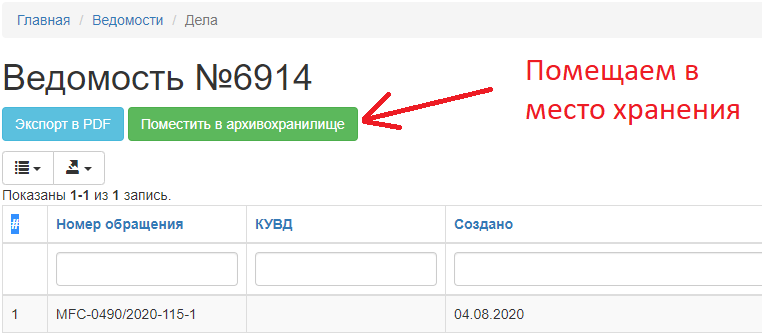 Главная / Ведомости / Дела
Ведомость №6914
Помещаем в
место хранения
Экспорт в PDF Поместить в архивохранилище
Показаны 1-1 из 1 запись.
# Номер обращения КУВД Создано
1 MFC-0490/2020-115-1 04.08.2020